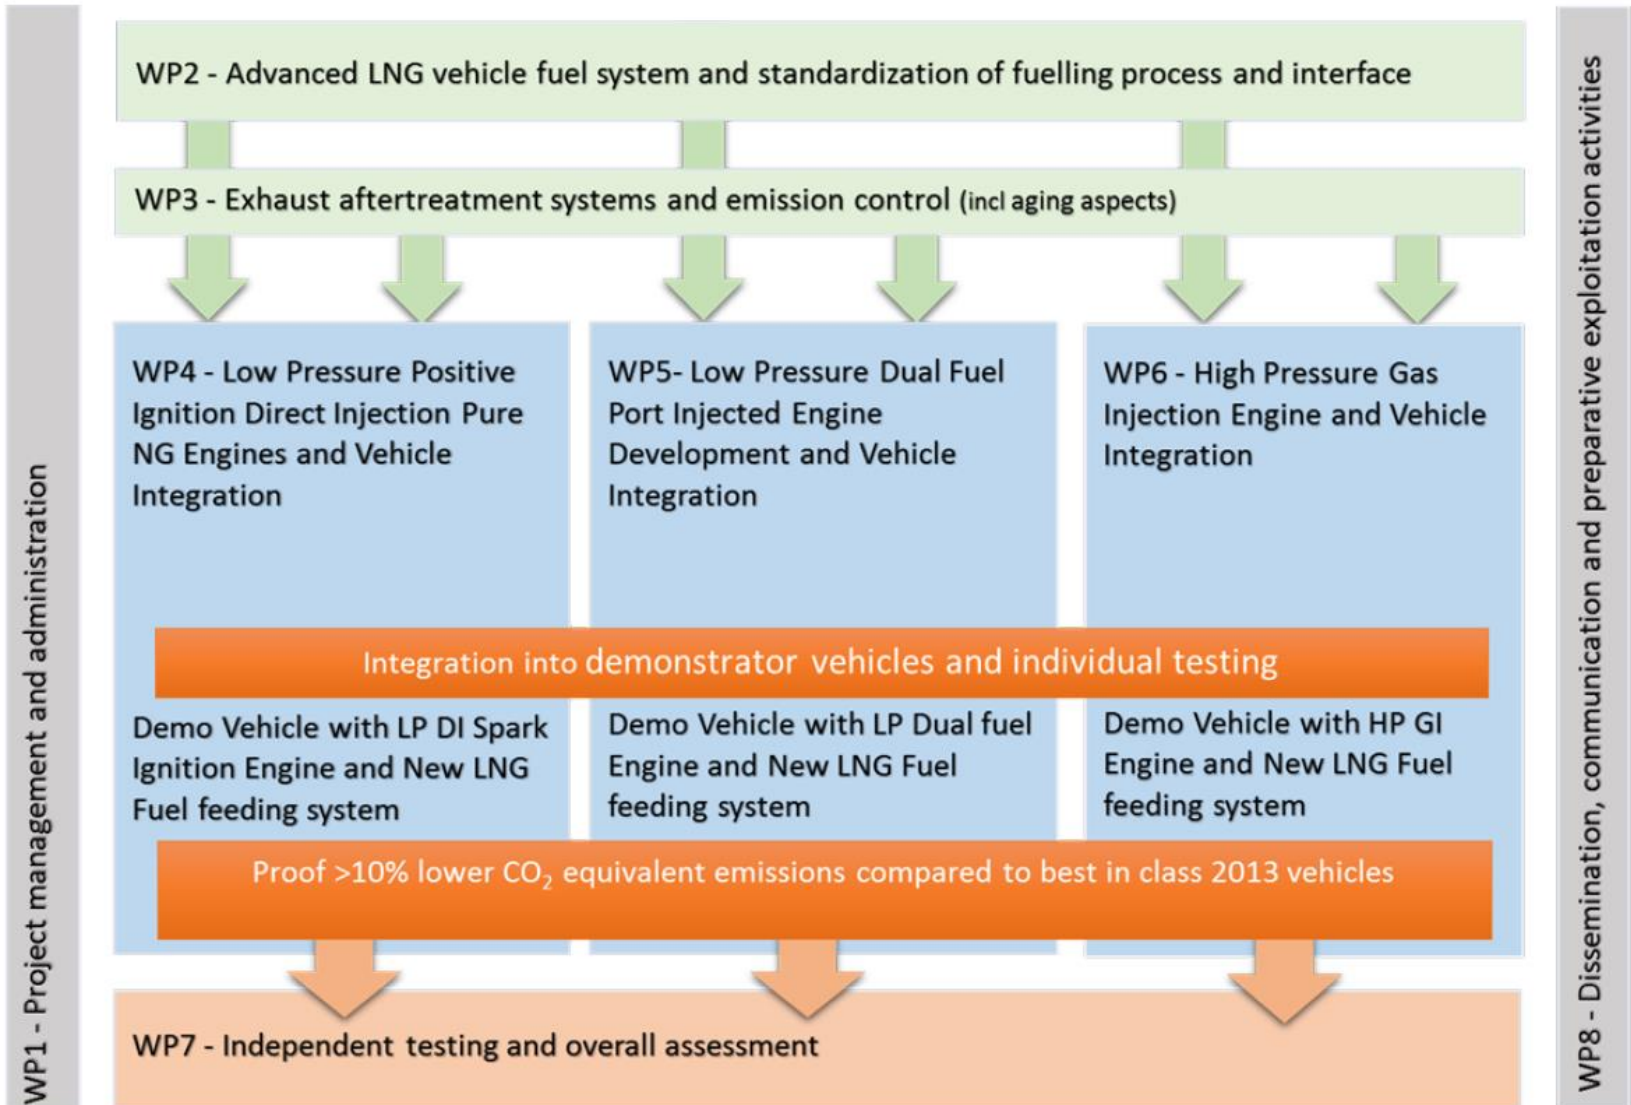 WP1 - Project management and administration
WP2 - Advanced LNG vehicle fuel system and standardization of fuelling process and interface
WP3 - Exhaust aftertreatment systems and emission control (incl aging aspects)
WP4 - Low Pressure Positive
Ignition Direct Injection Pure
NG Engines and Vehicle
Integration
WP5- Low Pressure Dual Fuel
Port Injected Engine
Development and Vehicle
Integration
WP6 - High Pressure Gas
Injection Engine and Vehicle
Integration
Integration into demonstrator vehicles and individual testing
Demo Vehicle with LP DI Spark
Ignition Engine and New LNG
Fuel feeding system
Demo Vehicle with LP Dual fuel
Engine and New LNG Fuel
feeding system
Demo Vehicle with HP GI
Engine and New LNG Fuel
feeding system
Proof >10% lower CO₂ equivalent emissions compared to best in class 2013 vehicles
WP7 - Independent testing and overall assessment
WP8 - Dissemination, communication and preparative exploitation activities